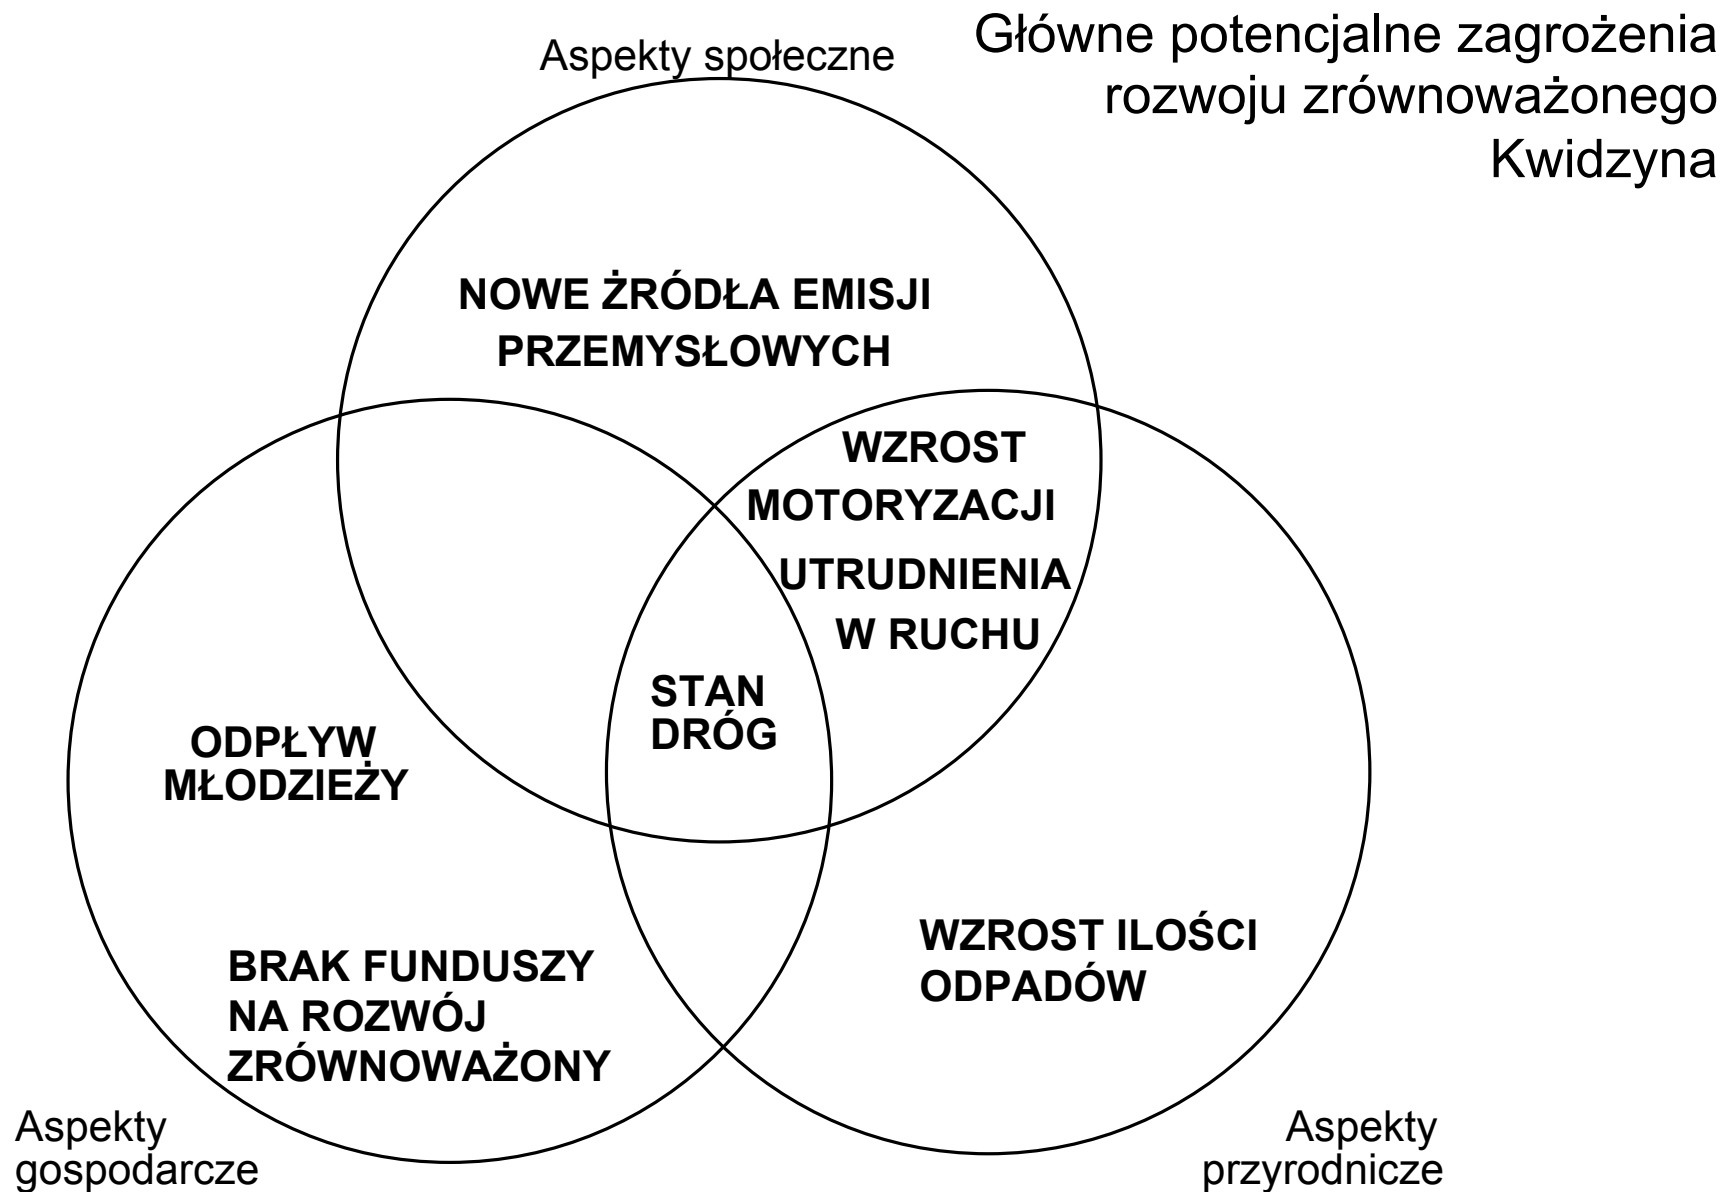 Aspekty społeczne
Główne potencjalne zagrożenia
rozwoju zrównoważonego
Kwidzyna
NOWE ŻRÓDŁA EMISJI
PRZEMYSŁOWYCH
WZROST
MOTORYZACJI
UTRUDNIENIA
W RUCHU
STAN
DRÓG
ODPŁYW
MŁODZIEŻY
BRAK FUNDUSZY
NA ROZWÓJ
ZRÓWNOWAŻONY
WZROST ILOŚCI
ODPADÓW
Aspekty
gospodarcze
Aspekty
przyrodnicze